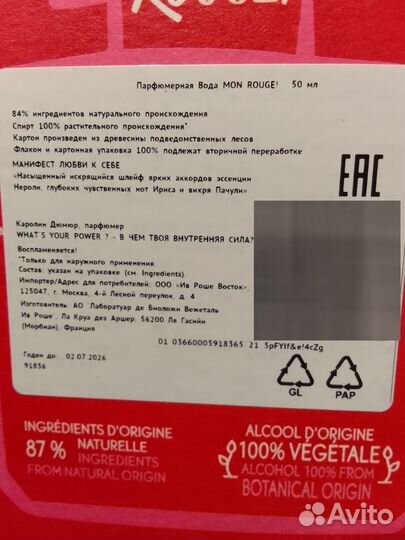 Парфюмерная Вода MON ROUGE! 50 мл
84% ингредиентов натурального происхождения
Спирт 100% растительного происхождения*
Картон произведен из древесины подведомственных лесов
Флакон и картонная упаковка 100% подлежат вторичной переработке
МАНИФЕСТ ЛЮБВИ К СЕБЕ
«Насыщенный искрящийся шлейф ярких аккордов эссенции
Нероли, глубоких чувственных нот Ириса и вихря Пачули».
EAC
Каролин Дюмюр, парфюмер
WHAT'S YOUR POWER ? - В ЧЕМ ТВОЯ ВНУТРЕННЯЯ СИЛА?
Воспламеняется!
*Только для наружного применения.
Состав: указан на упаковке (см. Ingredients).
Импортер/Адрес для потребителей: ООО «Ив Роше Восток»,
125047, г. Москва, 4-й Лесной переулок, д. 4
Изготовитель: АО "Лаборатуар де Биоложи Вежеталь
Ив Роше", Ла Круа дез Аршер, 56200 Ля Гасийи
(Морбиан), Франция
01 03660005918365 21 5pFYIf&e!4cZg
Годен до: 02.07.2026
91836
GL
PAP
INGRÉDIENTS D'ORIGINE
87% NATURELLE
INGREDIENTS
FROM NATURAL ORIGIN
ALCOOL D'ORIGINE
100% VÉGÉTALE
ALCOHOL 100% FROM
BOTANICAL ORIGIN
Avito